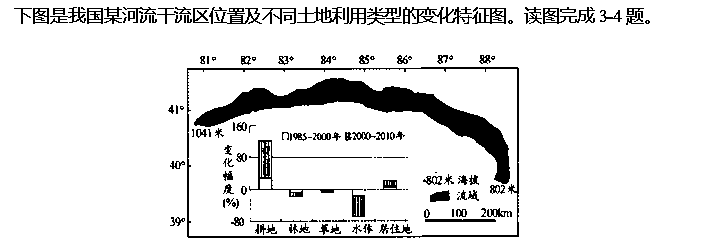 下图是我国某河流干流区位置及不同土地利用类型的变化特征图。读图完成 3-4 题。
81° 82° 83° 84° 85° 86° 87° 88°
41°
40°
39°
1041米
160
80
0
-80
变化幅度(%)
1985~2000年 2000~2010年
耕地 林地 草地 水体 居住地
·802米 海拔
流域
802米
0 100 200km